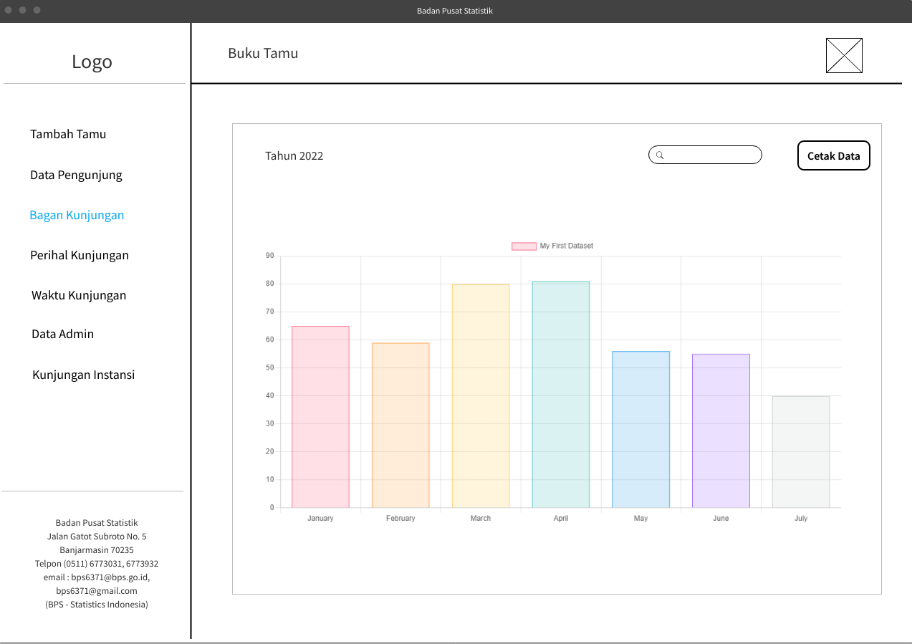 Badan Pusat Statistik
Logo
Buku Tamu
Tambah Tamu
Data Pengunjung
Bagan Kunjungan
Perihal Kunjungan
Waktu Kunjungan
Data Admin
Kunjungan Instansi
Badan Pusat Statistik
Jalan Gatot Subroto No. 5
Banjarmasin 70235
Telpon (0511) 6773031, 6773932
email : bps6371@bps.go.id,
bps6371@gmail.com
(BPS - Statistics Indonesia)
Tahun 2022
Cetak Data
My First Dataset
90
80
70
60
50
40
30
20
10
0
January February March April May June July